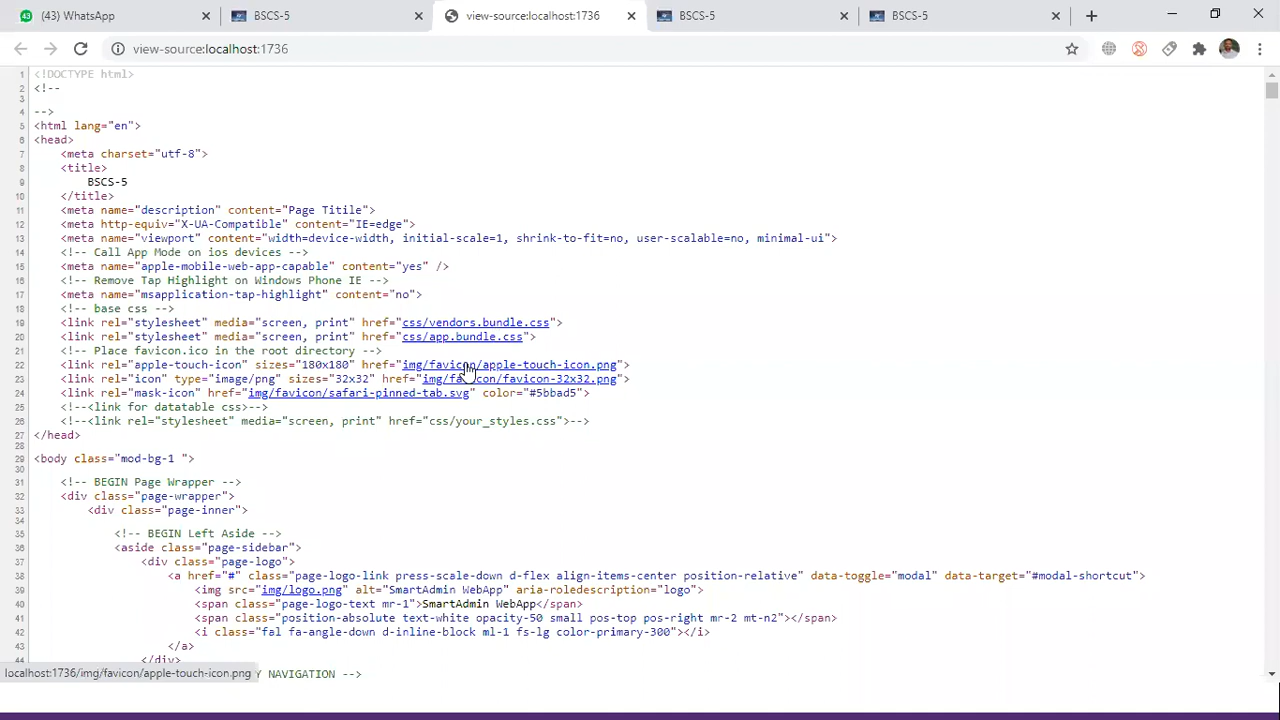 43 (43) WhatsApp
BSCS-5
view-source:localhost:1736
BSCS-5
BSCS-5
view-source:localhost:1736
1 <!DOCTYPE html>
2 <!--
3
4 -->
5 <html lang="en">
6 <head>
7 <meta charset="utf-8">
8 <title>
9 BSCS-5
10 </title>
11 <meta name="description" content="Page Titile">
12 <meta http-equiv="X-UA-Compatible" content="IE=edge">
13 <meta name="viewport" content="width=device-width, initial-scale=1, shrink-to-fit=no, user-scalable=no, minimal-ui">
14 <!-- Call App Mode on ios devices -->
15 <meta name="apple-mobile-web-app-capable" content="yes" />
16 <!-- Remove Tap Highlight on Windows Phone IE -->
17 <meta name="msapplication-tap-highlight" content="no">
18 <!-- base css -->
19 <link rel="stylesheet" media="screen, print" href="css/vendors.bundle.css">
20 <link rel="stylesheet" media="screen, print" href="css/app.bundle.css">
21 <!-- Place favicon.ico in the root directory -->
22 <link rel="apple-touch-icon" sizes="180x180" href="img/favicon/apple-touch-icon.png">
23 <link rel="icon" type="image/png" sizes="32x32" href="img/favicon/favicon-32x32.png">
24 <link rel="mask-icon" href="img/favicon/safari-pinned-tab.svg" color="#5bbad5">
25 <!--<link for datatable css>-->
26 <!--<link rel="stylesheet" media="screen, print" href="css/your_styles.css">-->
27 </head>
28
29 <body class="mod-bg-1 ">
30
31 <!-- BEGIN Page Wrapper -->
32 <div class="page-wrapper">
33 <div class="page-inner">
34
35 <!-- BEGIN Left Aside -->
36 <aside class="page-sidebar">
37 <div class="page-logo">
38 <a href="#" class="page-logo-link press-scale-down d-flex align-items-center position-relative" data-toggle="modal" data-target="#modal-shortcut">
39 <img src="img/logo.png" alt="SmartAdmin WebApp" aria-roledescription="logo">
40 <span class="page-logo-text mr-1">SmartAdmin WebApp</span>
41 <span class="position-absolute text-white opacity-50 small pos-top pos-right mr-2 mt-n2"></span>
42 <i class="fal fa-angle-down d-inline-block ml-1 fs-lg color-primary-300"></i>
43 </a>
44 </div>
localhost:1736/img/favicon/apple-touch-icon.png Y NAVIGATION -->